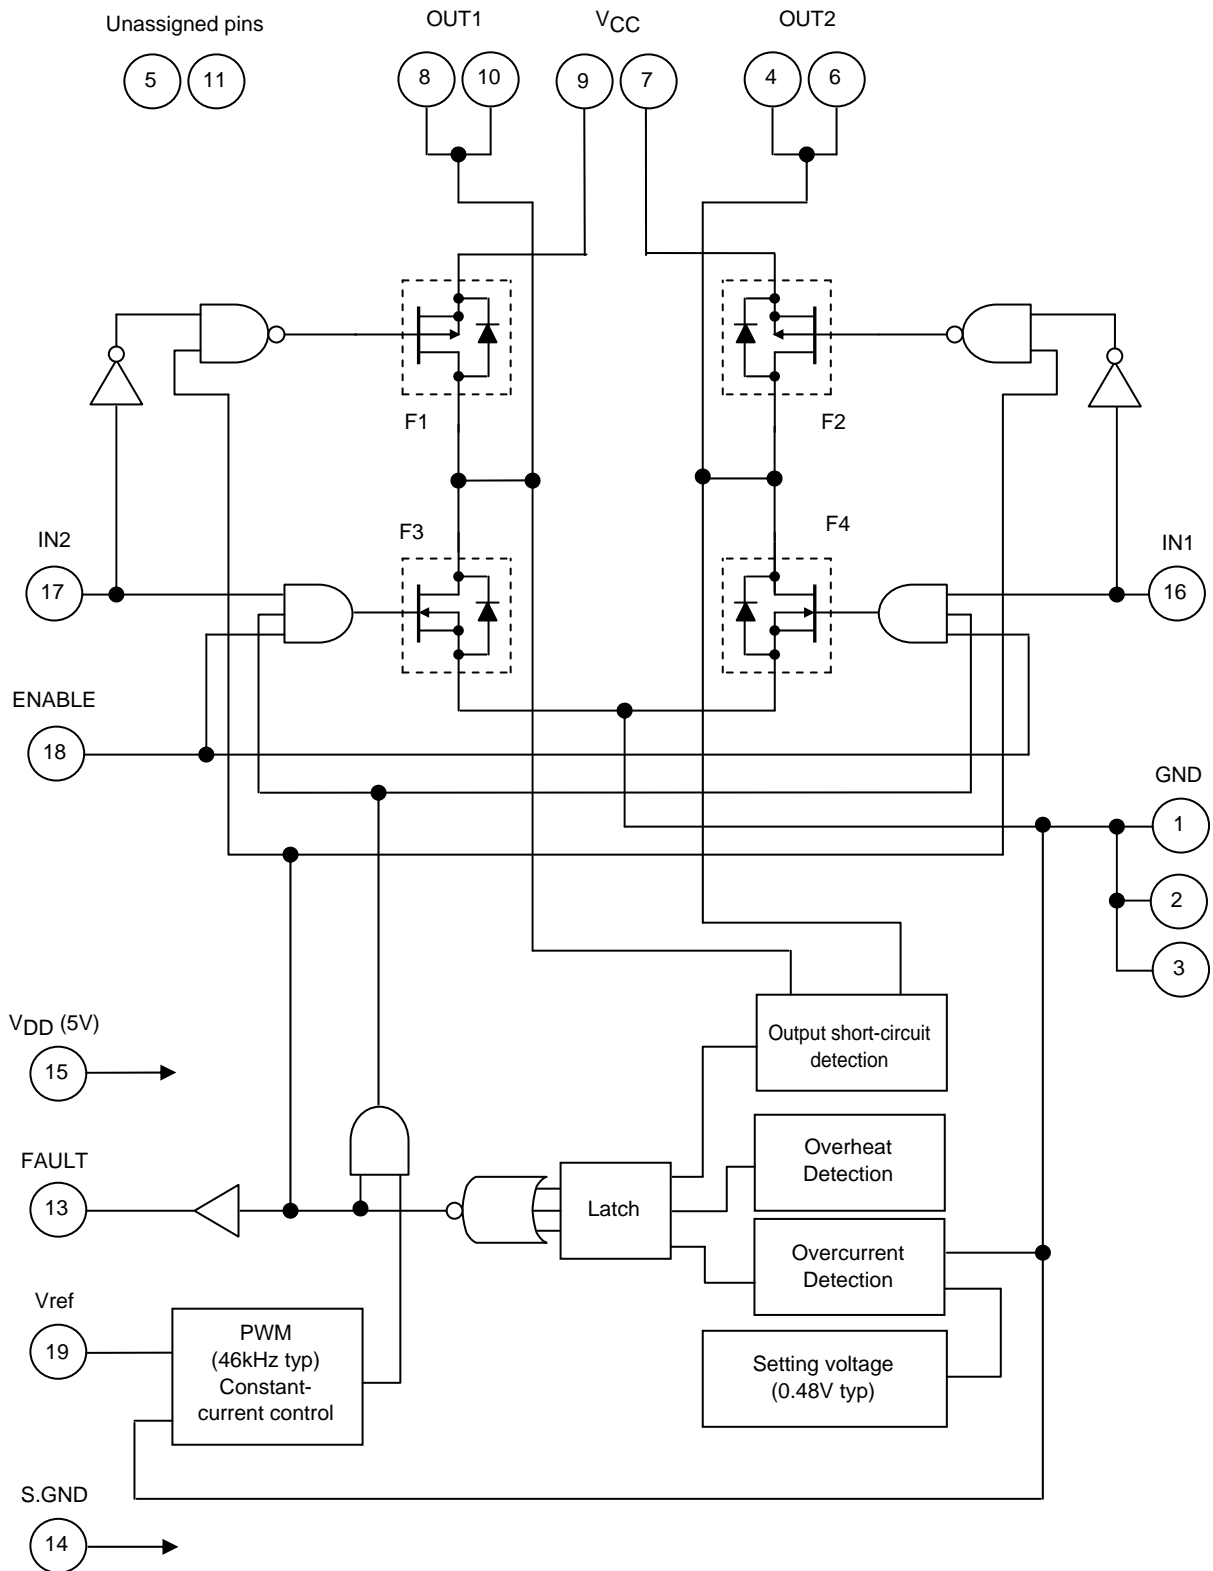 Unassigned pins
OUT1
VCC
OUT2
5
11
8
10
9
7
4
6
F1
F2
F3
F4
IN2
17
IN1
16
ENABLE
18
GND
1
2
3
VDD (5V)
15
Output short-circuit
detection
FAULT
13
Latch
Overheat
Detection
Overcurrent
Detection
Vref
19
PWM
(46kHz typ)
Constant-
current control
Setting voltage
(0.48V typ)
S.GND
14